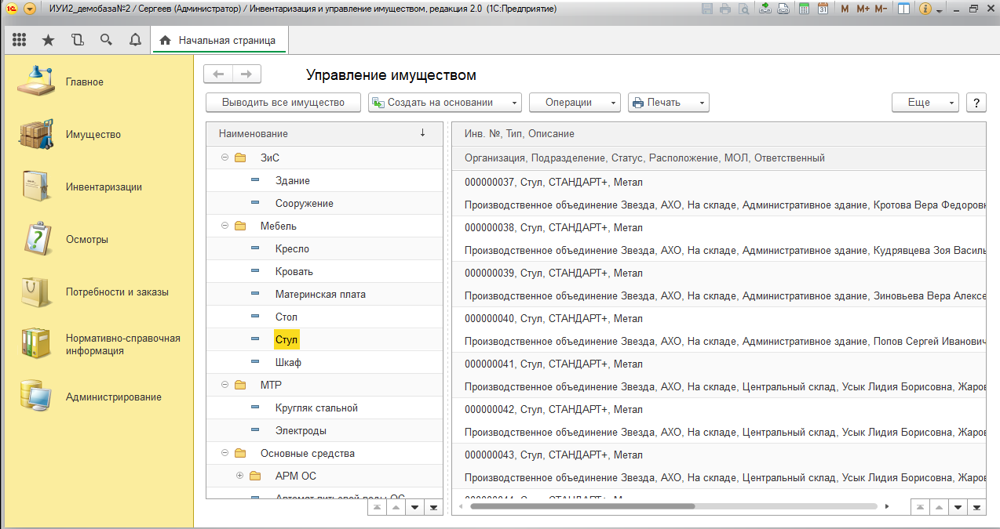 ИУИ2_демобаза№2 / Сергеев (Администратор) / Инвентаризация и управление имуществом, редакция 2.0 (1С:Предприятие)
M M+ M-
Начальная страница
Главное
Имущество
Инвентаризации
Осмотры
Потребности и заказы
Нормативно-справочная
информация
Администрирование
Управление имуществом
Выводить все имущество
Создать на основании
Операции
Печать
Еще
?
Наименование
ЗиС
Здание
Сооружение
Мебель
Кресло
Кровать
Материнская плата
Стол
Стул
Шкаф
МТР
Кругляк стальной
Электроды
Основные средства
АРМ ОС
Автомат питьевой воды ОС
Инв. №, Тип, Описание
Организация, Подразделение, Статус, Расположение, МОЛ, Ответственный
000000037, Стул, СТАНДАРТ+, Метал
Производственное объединение Звезда, АХО, На складе, Административное здание, Кротова Вера Федоровн
000000038, Стул, СТАНДАРТ+, Метал
Производственное объединение Звезда, АХО, На складе, Административное здание, Кудрявцева Зоя Василь
000000039, Стул, СТАНДАРТ+, Метал
Производственное объединение Звезда, АХО, На складе, Административное здание, Зиновьева Вера Алексе
000000040, Стул, СТАНДАРТ+, Метал
Производственное объединение Звезда, АХО, На складе, Административное здание, Попов Сергей Иванович
000000041, Стул, СТАНДАРТ+, Метал
Производственное объединение Звезда, АХО, На складе, Центральный склад, Усык Лидия Борисовна, Жаров
000000042, Стул, СТАНДАРТ+, Метал
Производственное объединение Звезда, АХО, На складе, Центральный склад, Усык Лидия Борисовна, Жаров
000000043, Стул, СТАНДАРТ+, Метал
Производственное объединение Звезда, АХО, На складе, Центральный склад, Усык Лидия Борисовна, Жаров
000000044, Стул, СТАНДАРТ+, Метал